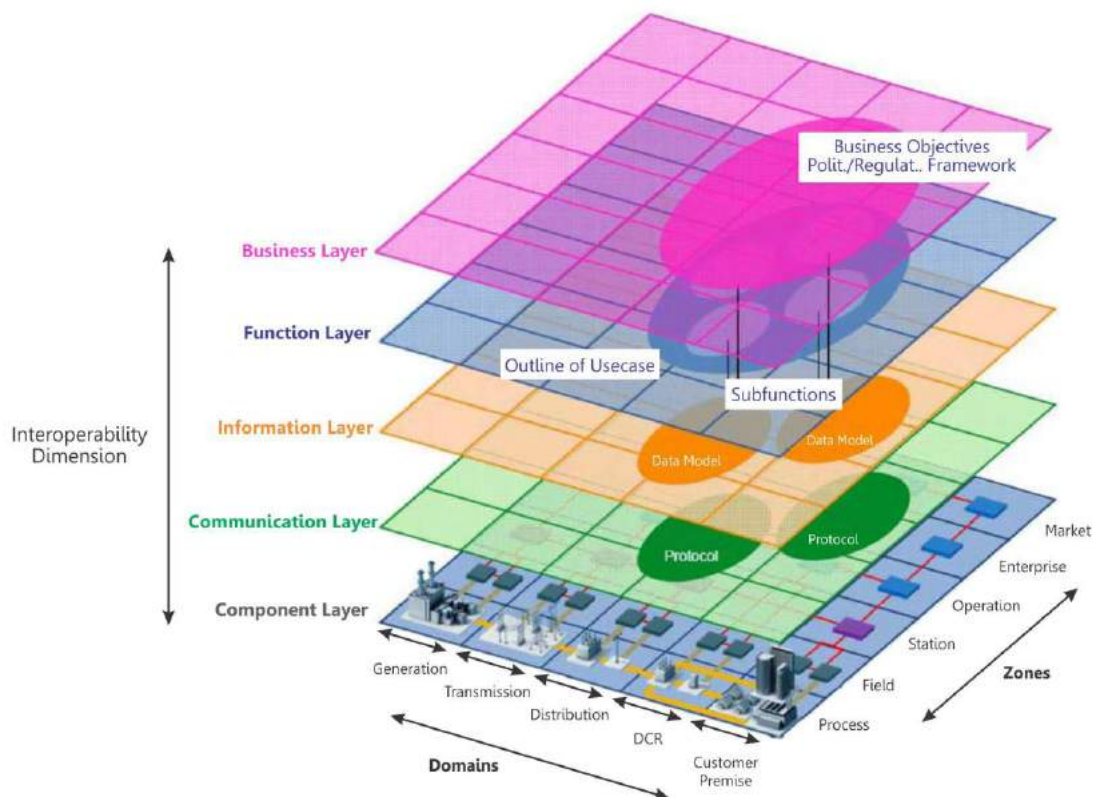 Business Objectives
Polit./Regulat.. Framework
Business Layer
Function Layer
Outline of Usecase
Subfunctions
Information Layer
Data Model
Data Model
Interoperability
Dimension
Communication Layer
Protocol
Protocol
Component Layer
Market
Enterprise
Operation
Station
Field
Process
Zones
Generation
Transmission
Distribution
DCR
Customer
Premise
Domains